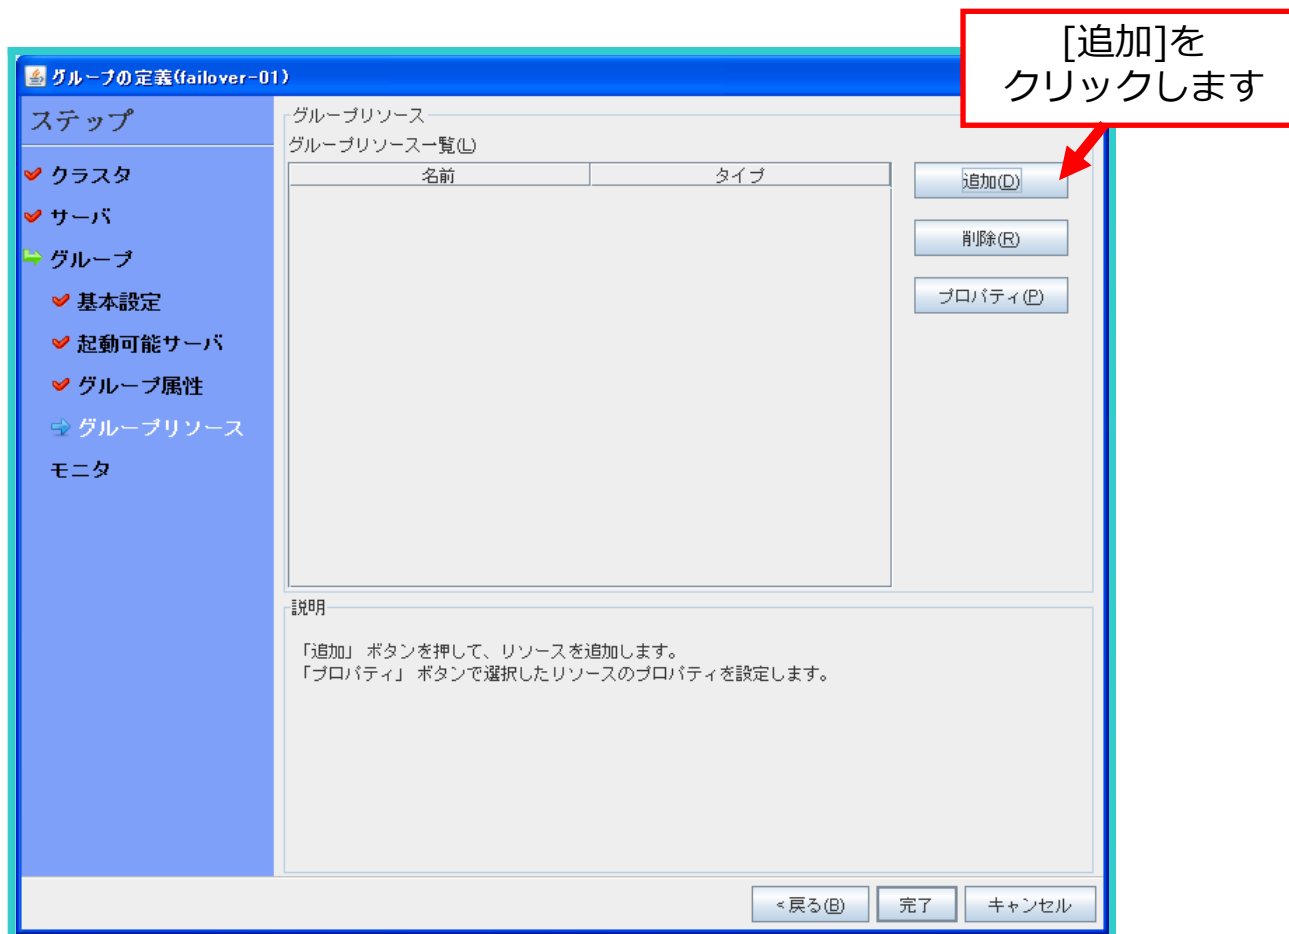 [追加]を
クリックします
グループの定義(failover-01)
ステップ
クラスタ
サーバ
グループ
基本設定
起動可能サーバ
グループ属性
グループリソース
モニタ
グループリソース
グループリソース一覧(L)
名前 タイプ
追加(D)
削除(R)
プロパティ(P)
説明
「追加」 ボタンを押して、リソースを追加します。
「プロパティ」 ボタンで選択したリソースのプロパティを設定します。
<戻る(B) 完了 キャンセル